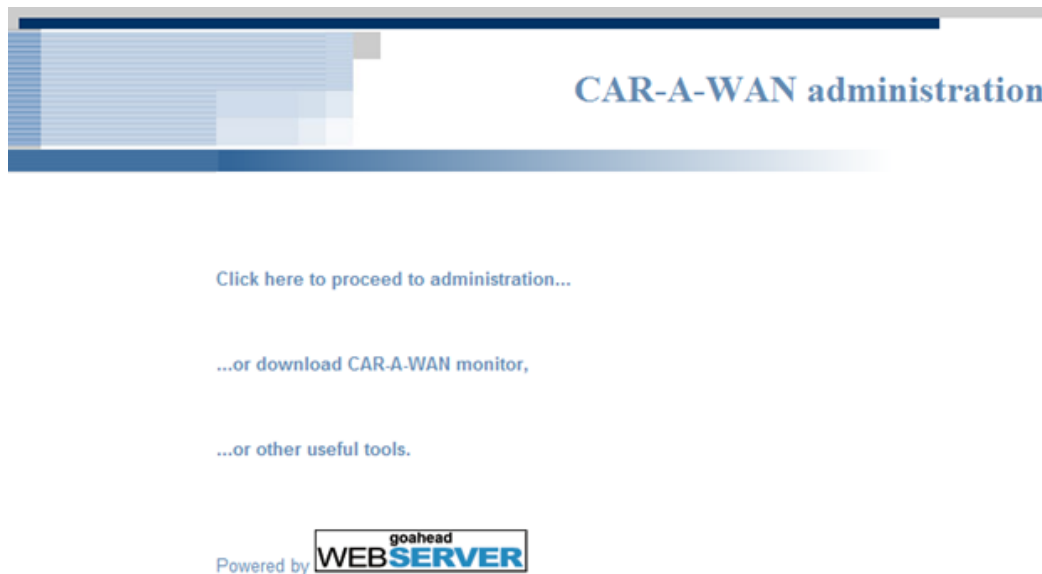 CAR-A-WAN administration
Click here to proceed to administration...
...or download CAR-A-WAN monitor,
...or other useful tools.
goahead
Powered by WEBSERVER